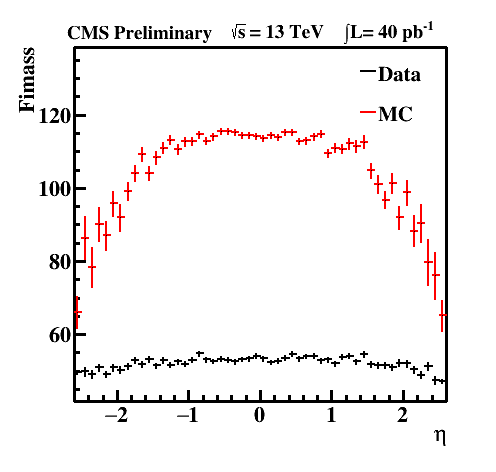 CMS Preliminary √s = 13 TeV ∫L= 40 pb⁻¹
Fimass
Data
MC
120
100
80
60
−2 −1 0 1 2
η